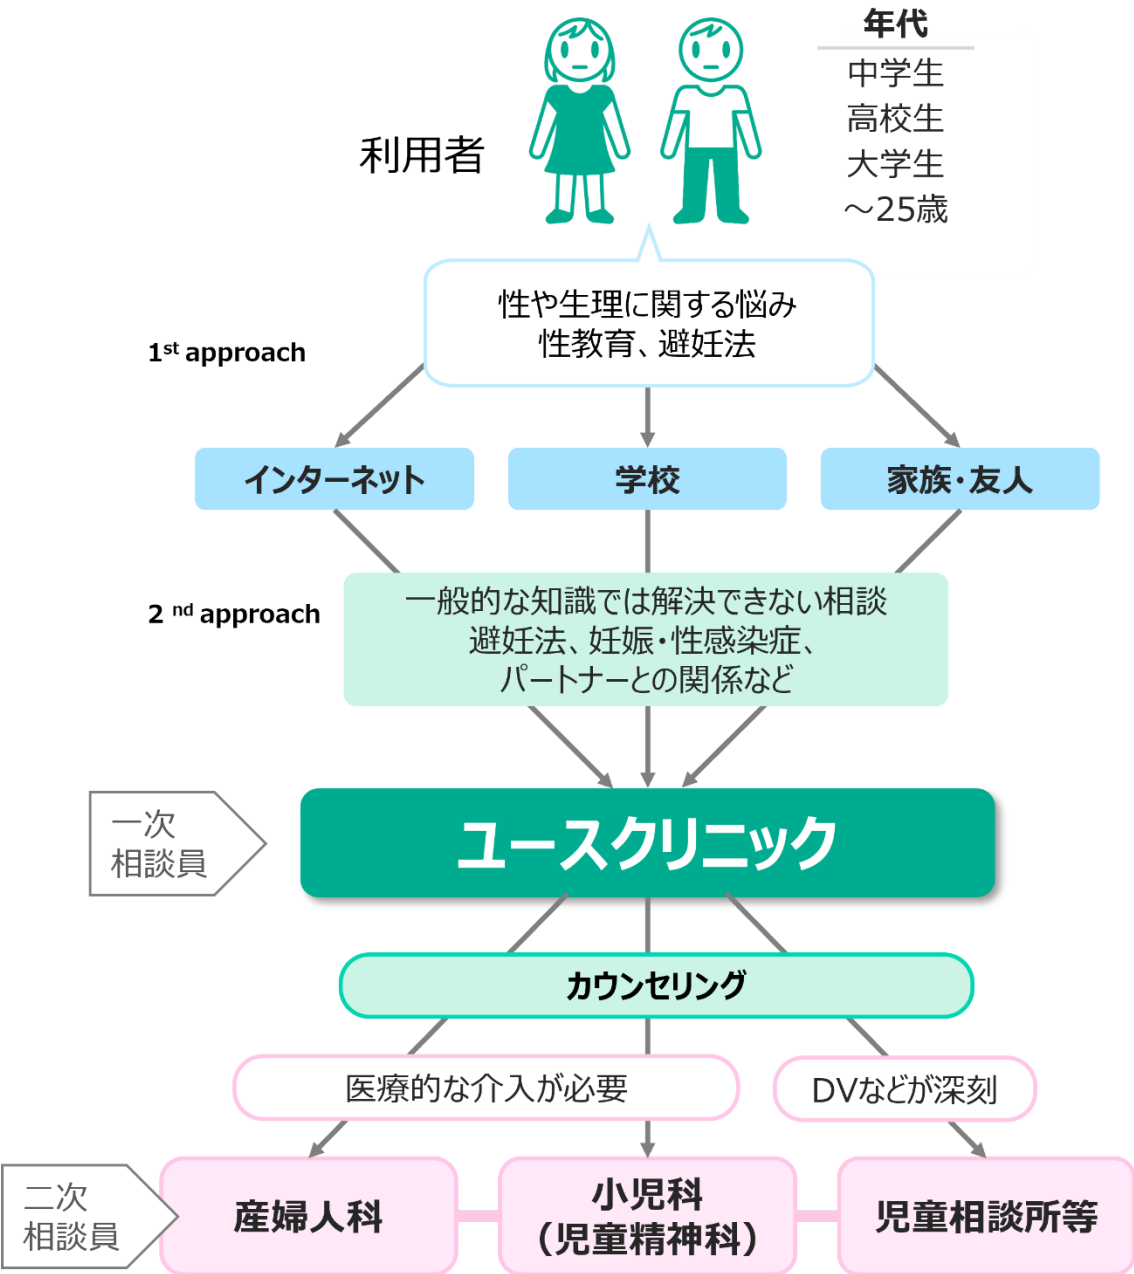 年代
中学生
高校生
大学生
～25歳
利用者
性や生理に関する悩み
性教育、避妊法
1st approach
インターネット
学校
家族・友人
2 nd approach
一般的な知識では解決できない相談
避妊法、妊娠・性感染症、
パートナーとの関係など
一次
相談員
ユースクリニック
カウンセリング
医療的な介入が必要
DVなどが深刻
二次
相談員
産婦人科
小児科
（児童精神科）
児童相談所等